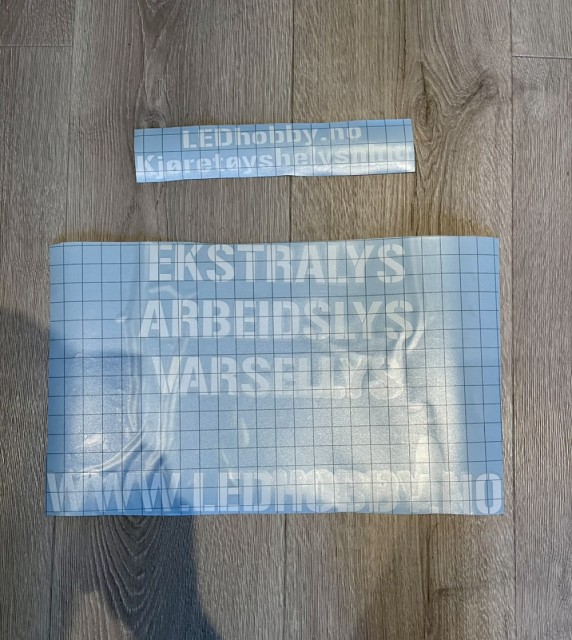 LEDhobby.no
Kjøretøysbelysning
EKSTRALYS
ARBEIDSLYS
VARSELLYS
WWW.LEDHOBBY.NO